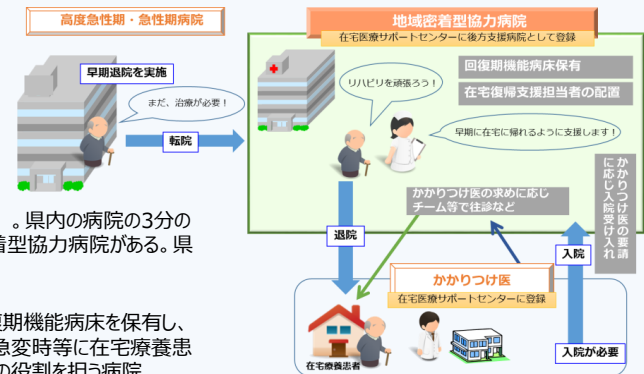 高度急性期・急性期病院
早期退院を実施
まだ、治療が必要！
転院
地域密着型協力病院
在宅医療サポートセンターに後方支援病院として登録
回復期機能病床保有
在宅復帰支援担当者の配置
リハビリを頑張ろう！
早期に在宅に帰れるように支援します！
かかりつけ医の要請
に応じ入院受け入れ
かかりつけ医の求めに応じ
チーム等で往診など
退院
入院
かかりつけ医
在宅医療サポートセンターに登録
在宅療養患者
入院が必要
。県内の病院の3分の
着型協力病院がある。県
期機能病床を保有し、
急変時等に在宅療養患
の役割を担う病院